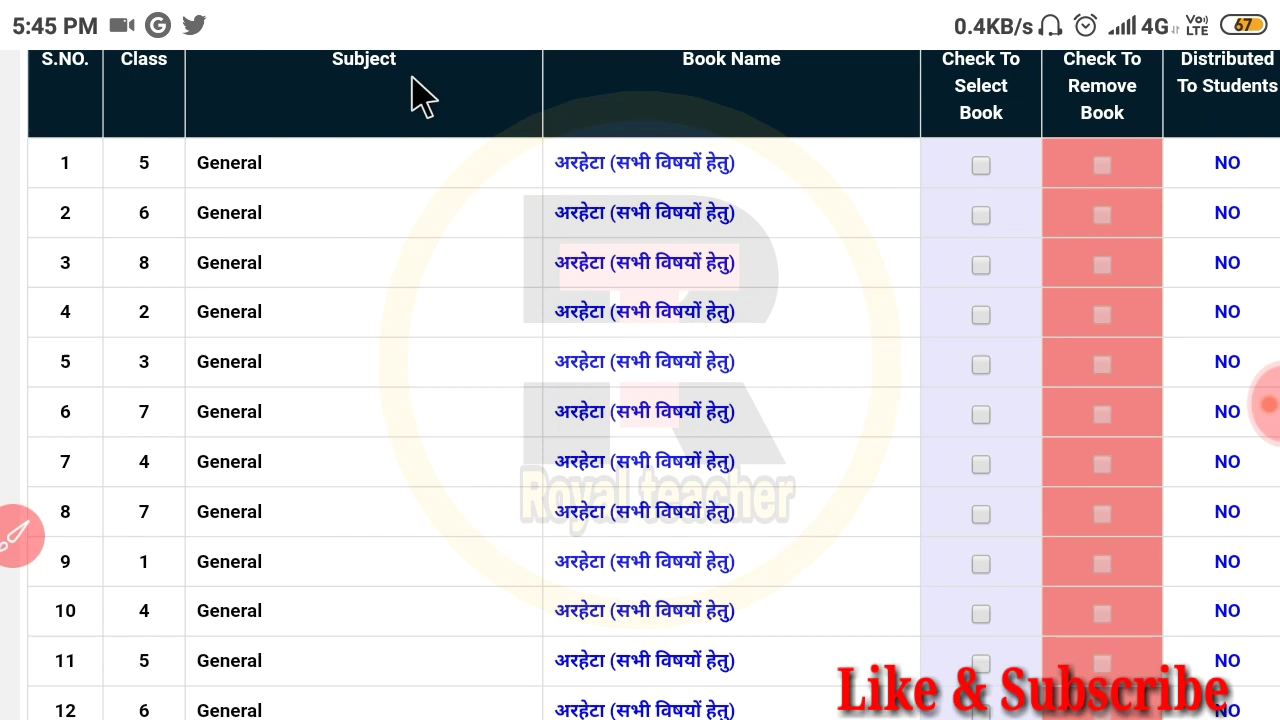 5:45 PM 0.4KB/s 4G Vo) LTE 67
S.NO. Class Subject Book Name Check To Select Book Check To Remove Book Distributed To Students
1 5 General अरहेटा (सभी विषयों हेतु) NO
2 6 General अरहेटा (सभी विषयों हेतु) NO
3 8 General अरहेटा (सभी विषयों हेतु) NO
4 2 General अरहेटा (सभी विषयों हेतु) NO
5 3 General अरहेटा (सभी विषयों हेतु) NO
6 7 General अरहेटा (सभी विषयों हेतु) NO
7 4 General अरहेटा (सभी विषयों हेतु) NO
8 7 General अरहेटा (सभी विषयों हेतु) NO
9 1 General अरहेटा (सभी विषयों हेतु) NO
10 4 General अरहेटा (सभी विषयों हेतु) NO
11 5 General अरहेटा (सभी विषयों हेतु) NO
12 6 General अरहेटा (सभी विषयों हेतु) NO
Royal teacher
Like & Subscribe